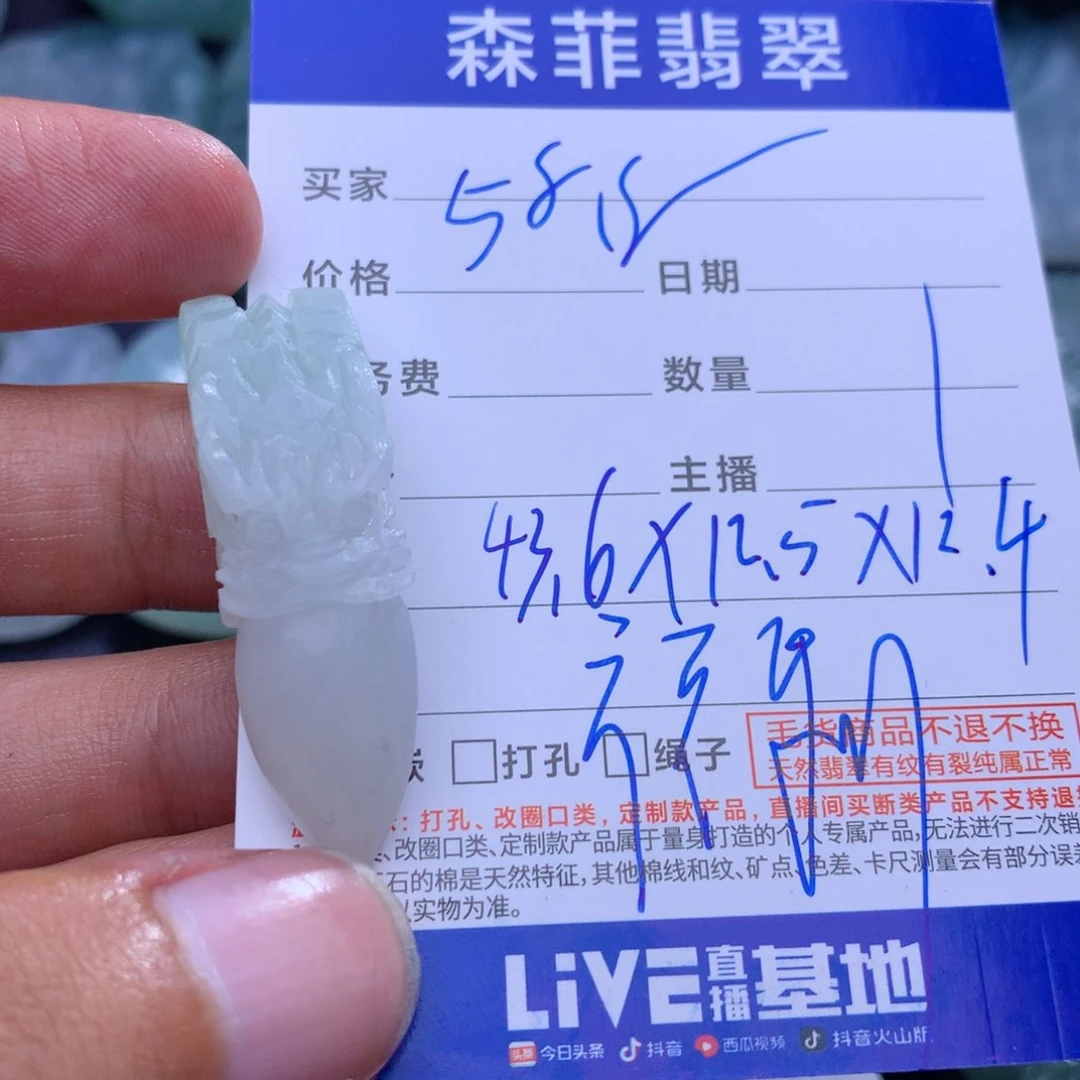 森菲翡翠
买家
价格 日期
务费 数量
主播
43.6X12.5X12.4
打孔 绳子
毛货商品不退不换
天然翡翠有纹有裂纯属正常
：打孔、改圈口类，定制款产品，直播间买断类产品不支持退
、改圈口类、定制款产品属于量身打造的个人专属产品,无法进行二次销
石的棉是天然特征,其他棉线和纹、矿点、色差、卡尺测量会有部分误
以实物为准。
LiVE直播基地
头条 今日头条 抖音 西瓜视频 抖音火山版